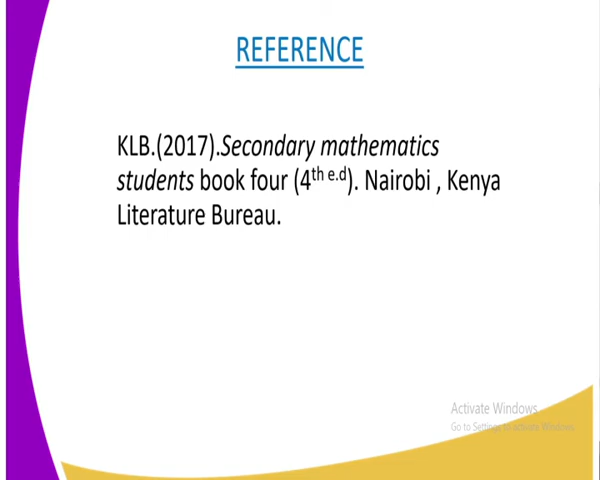 REFERENCE
KLB.(2017).Secondary mathematics
students book four (4th e.d). Nairobi , Kenya
Literature Bureau.
Activate Windows
Go to Settings to activate Windows.